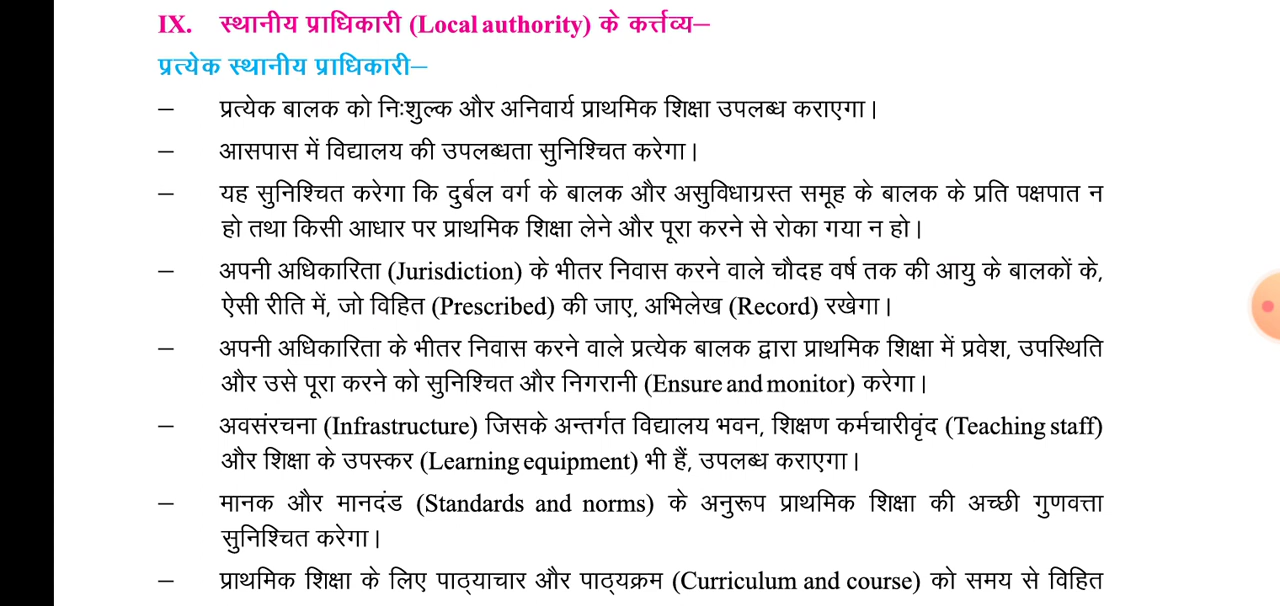 IX. स्थानीय प्राधिकारी (Local authority) के कर्त्तव्य–
प्रत्येक स्थानीय प्राधिकारी–
– प्रत्येक बालक को निःशुल्क और अनिवार्य प्राथमिक शिक्षा उपलब्ध कराएगा।
– आसपास में विद्यालय की उपलब्धता सुनिश्चित करेगा।
– यह सुनिश्चित करेगा कि दुर्बल वर्ग के बालक और असुविधाग्रस्त समूह के बालक के प्रति पक्षपात न
हो तथा किसी आधार पर प्राथमिक शिक्षा लेने और पूरा करने से रोका गया न हो।
– अपनी अधिकारिता (Jurisdiction) के भीतर निवास करने वाले चौदह वर्ष तक की आयु के बालकों के,
ऐसी रीति में, जो विहित (Prescribed) की जाए, अभिलेख (Record) रखेगा।
– अपनी अधिकारिता के भीतर निवास करने वाले प्रत्येक बालक द्वारा प्राथमिक शिक्षा में प्रवेश, उपस्थिति
और उसे पूरा करने को सुनिश्चित और निगरानी (Ensure and monitor) करेगा।
– अवसंरचना (Infrastructure) जिसके अन्तर्गत विद्यालय भवन, शिक्षण कर्मचारीवृंद (Teaching staff)
और शिक्षा के उपस्कर (Learning equipment) भी हैं, उपलब्ध कराएगा।
– मानक और मानदंड (Standards and norms) के अनुरूप प्राथमिक शिक्षा की अच्छी गुणवत्ता
सुनिश्चित करेगा।
– प्राथमिक शिक्षा के लिए पाठ्याचार और पाठ्यक्रम (Curriculum and course) को समय से विहित